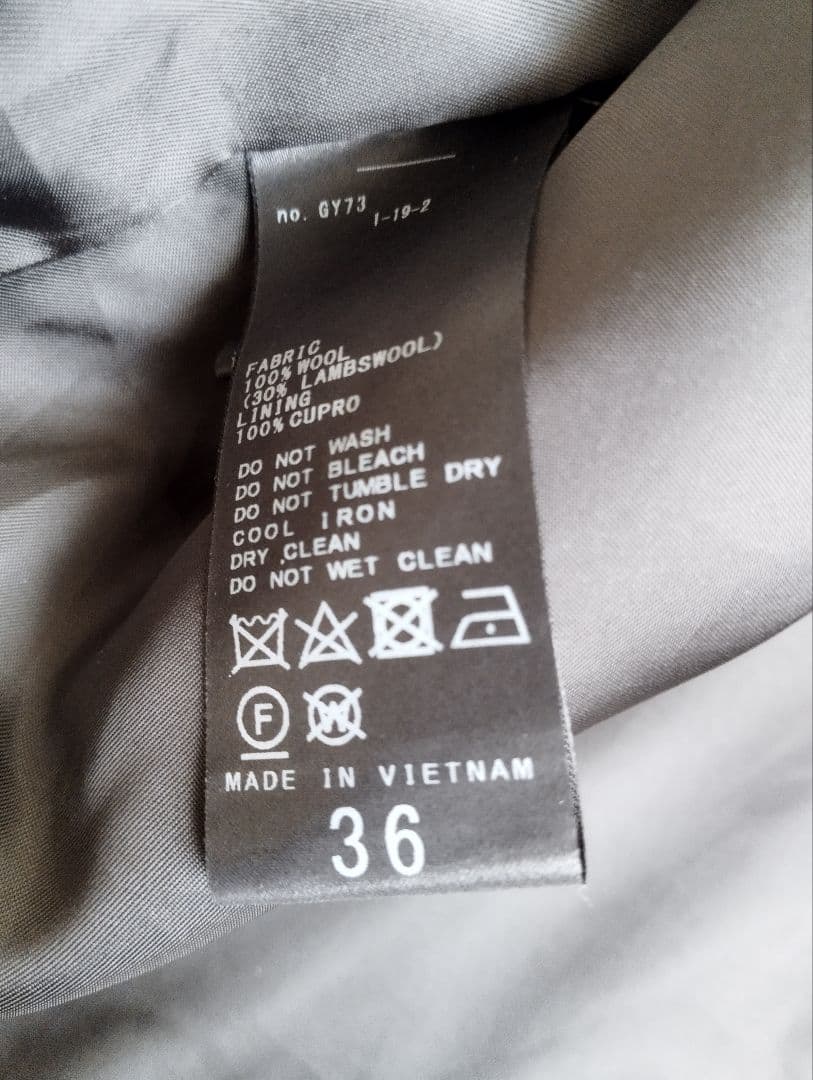 no. GY73 1-19-2
FABRIC
100% WOOL
(30% LAMBSWOOL)
LINING
100% CUPRO
DO NOT WASH
DO NOT BLEACH
DO NOT TUMBLE DRY
COOL IRON
DRY CLEAN
DO NOT WET CLEAN
F W
MADE IN VIETNAM
36